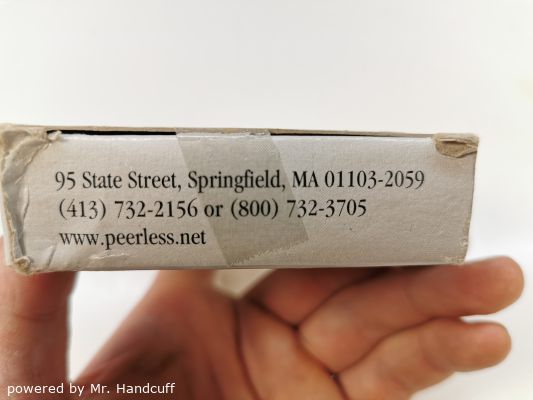 95 State Street, Springfield, MA 01103-2059
(413) 732-2156 or (800) 732-3705
www.peerless.net
powered by Mr. Handcuff